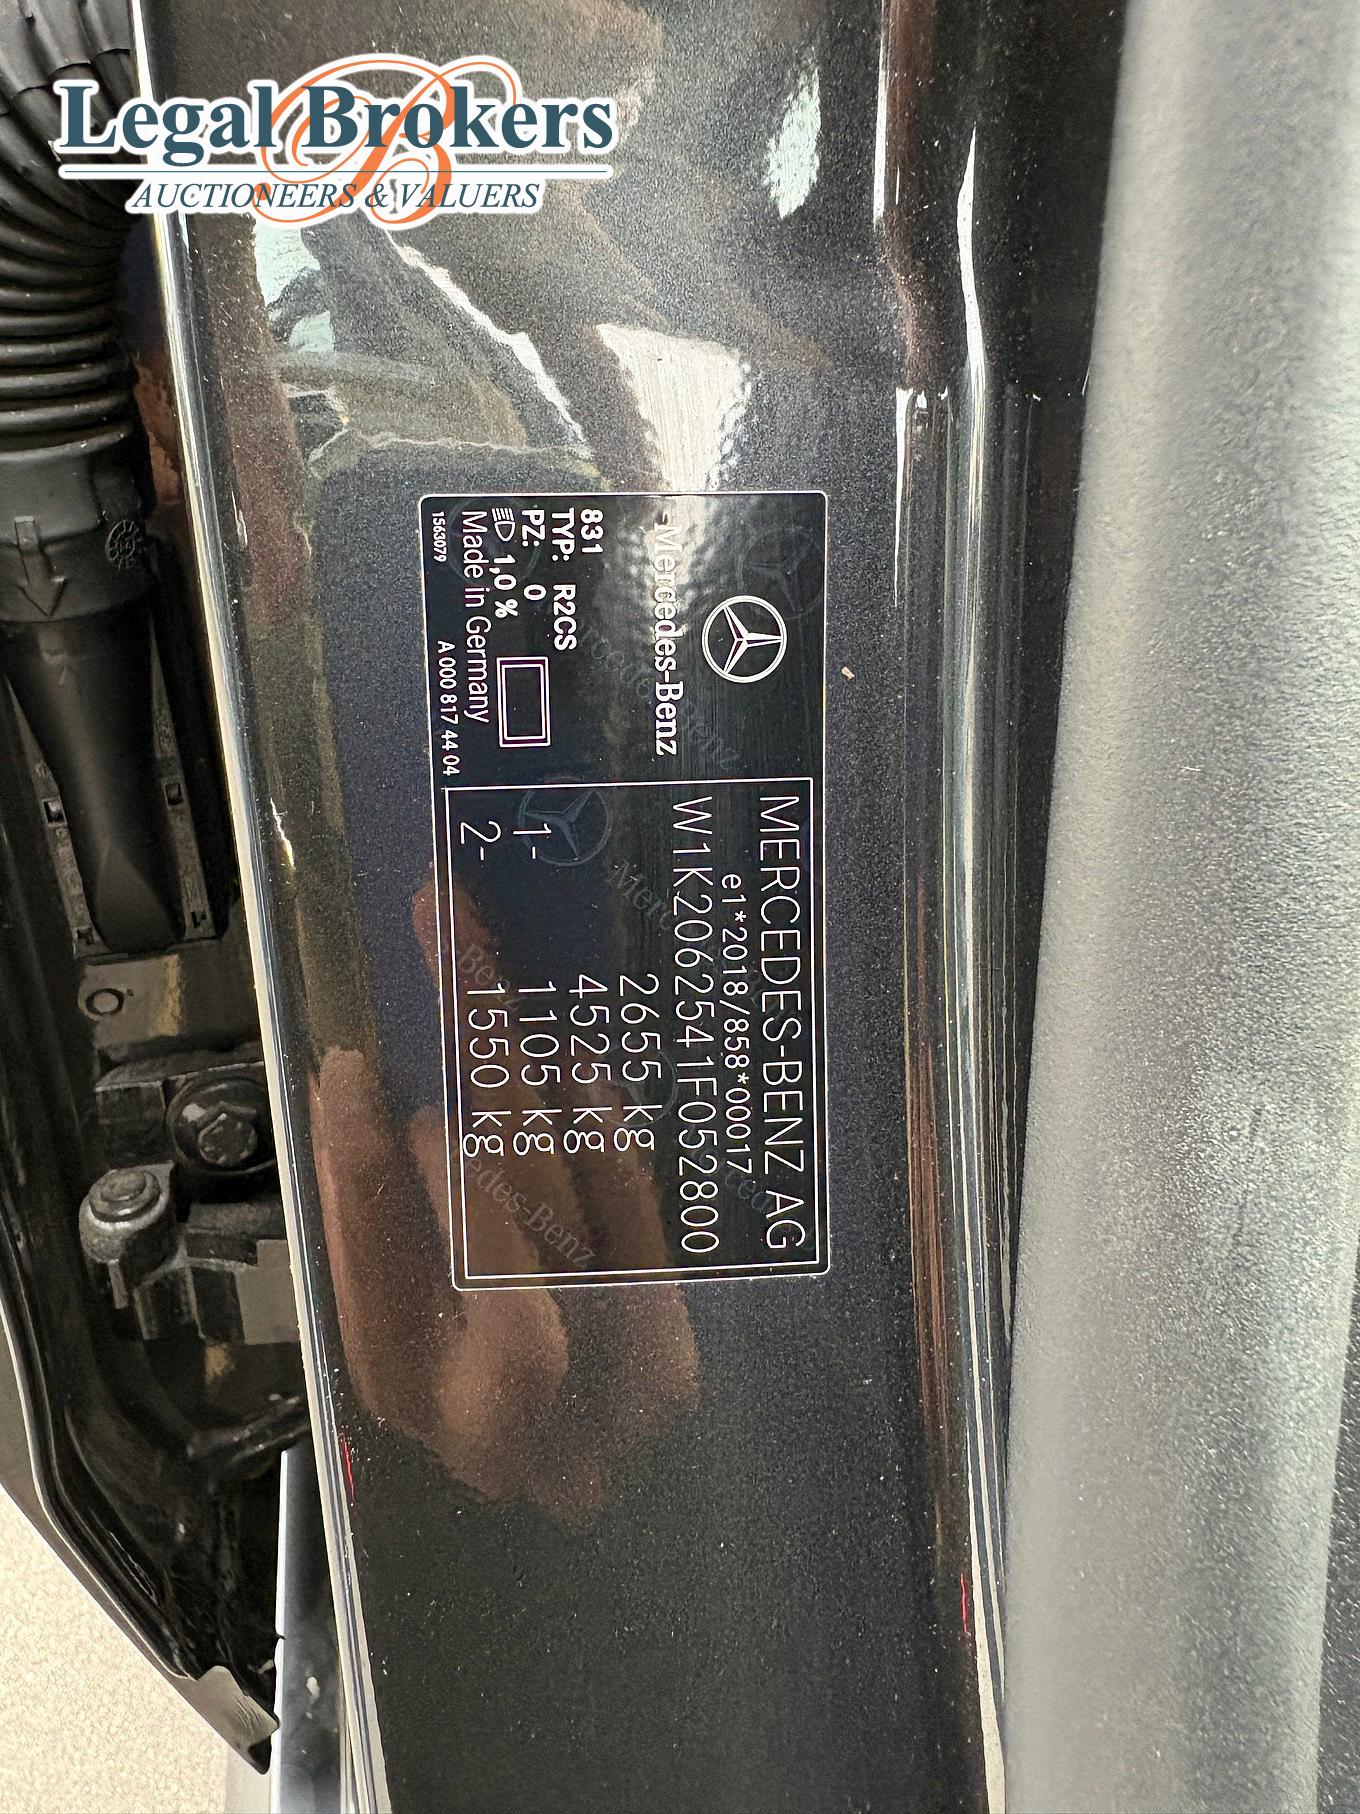 Legal Brokers
AUCTIONEERS & VALUERS
Mercedes-Benz
831
TYP: R2CS
PZ: 0
1,0 %
Made in Germany
1563079
A 000 817 44 04
MERCEDES-BENZ AG
e1*2018/858*00017
W1K2062541F052800
2655 kg
4525 kg
1- 1105 kg
2- 1550 kg